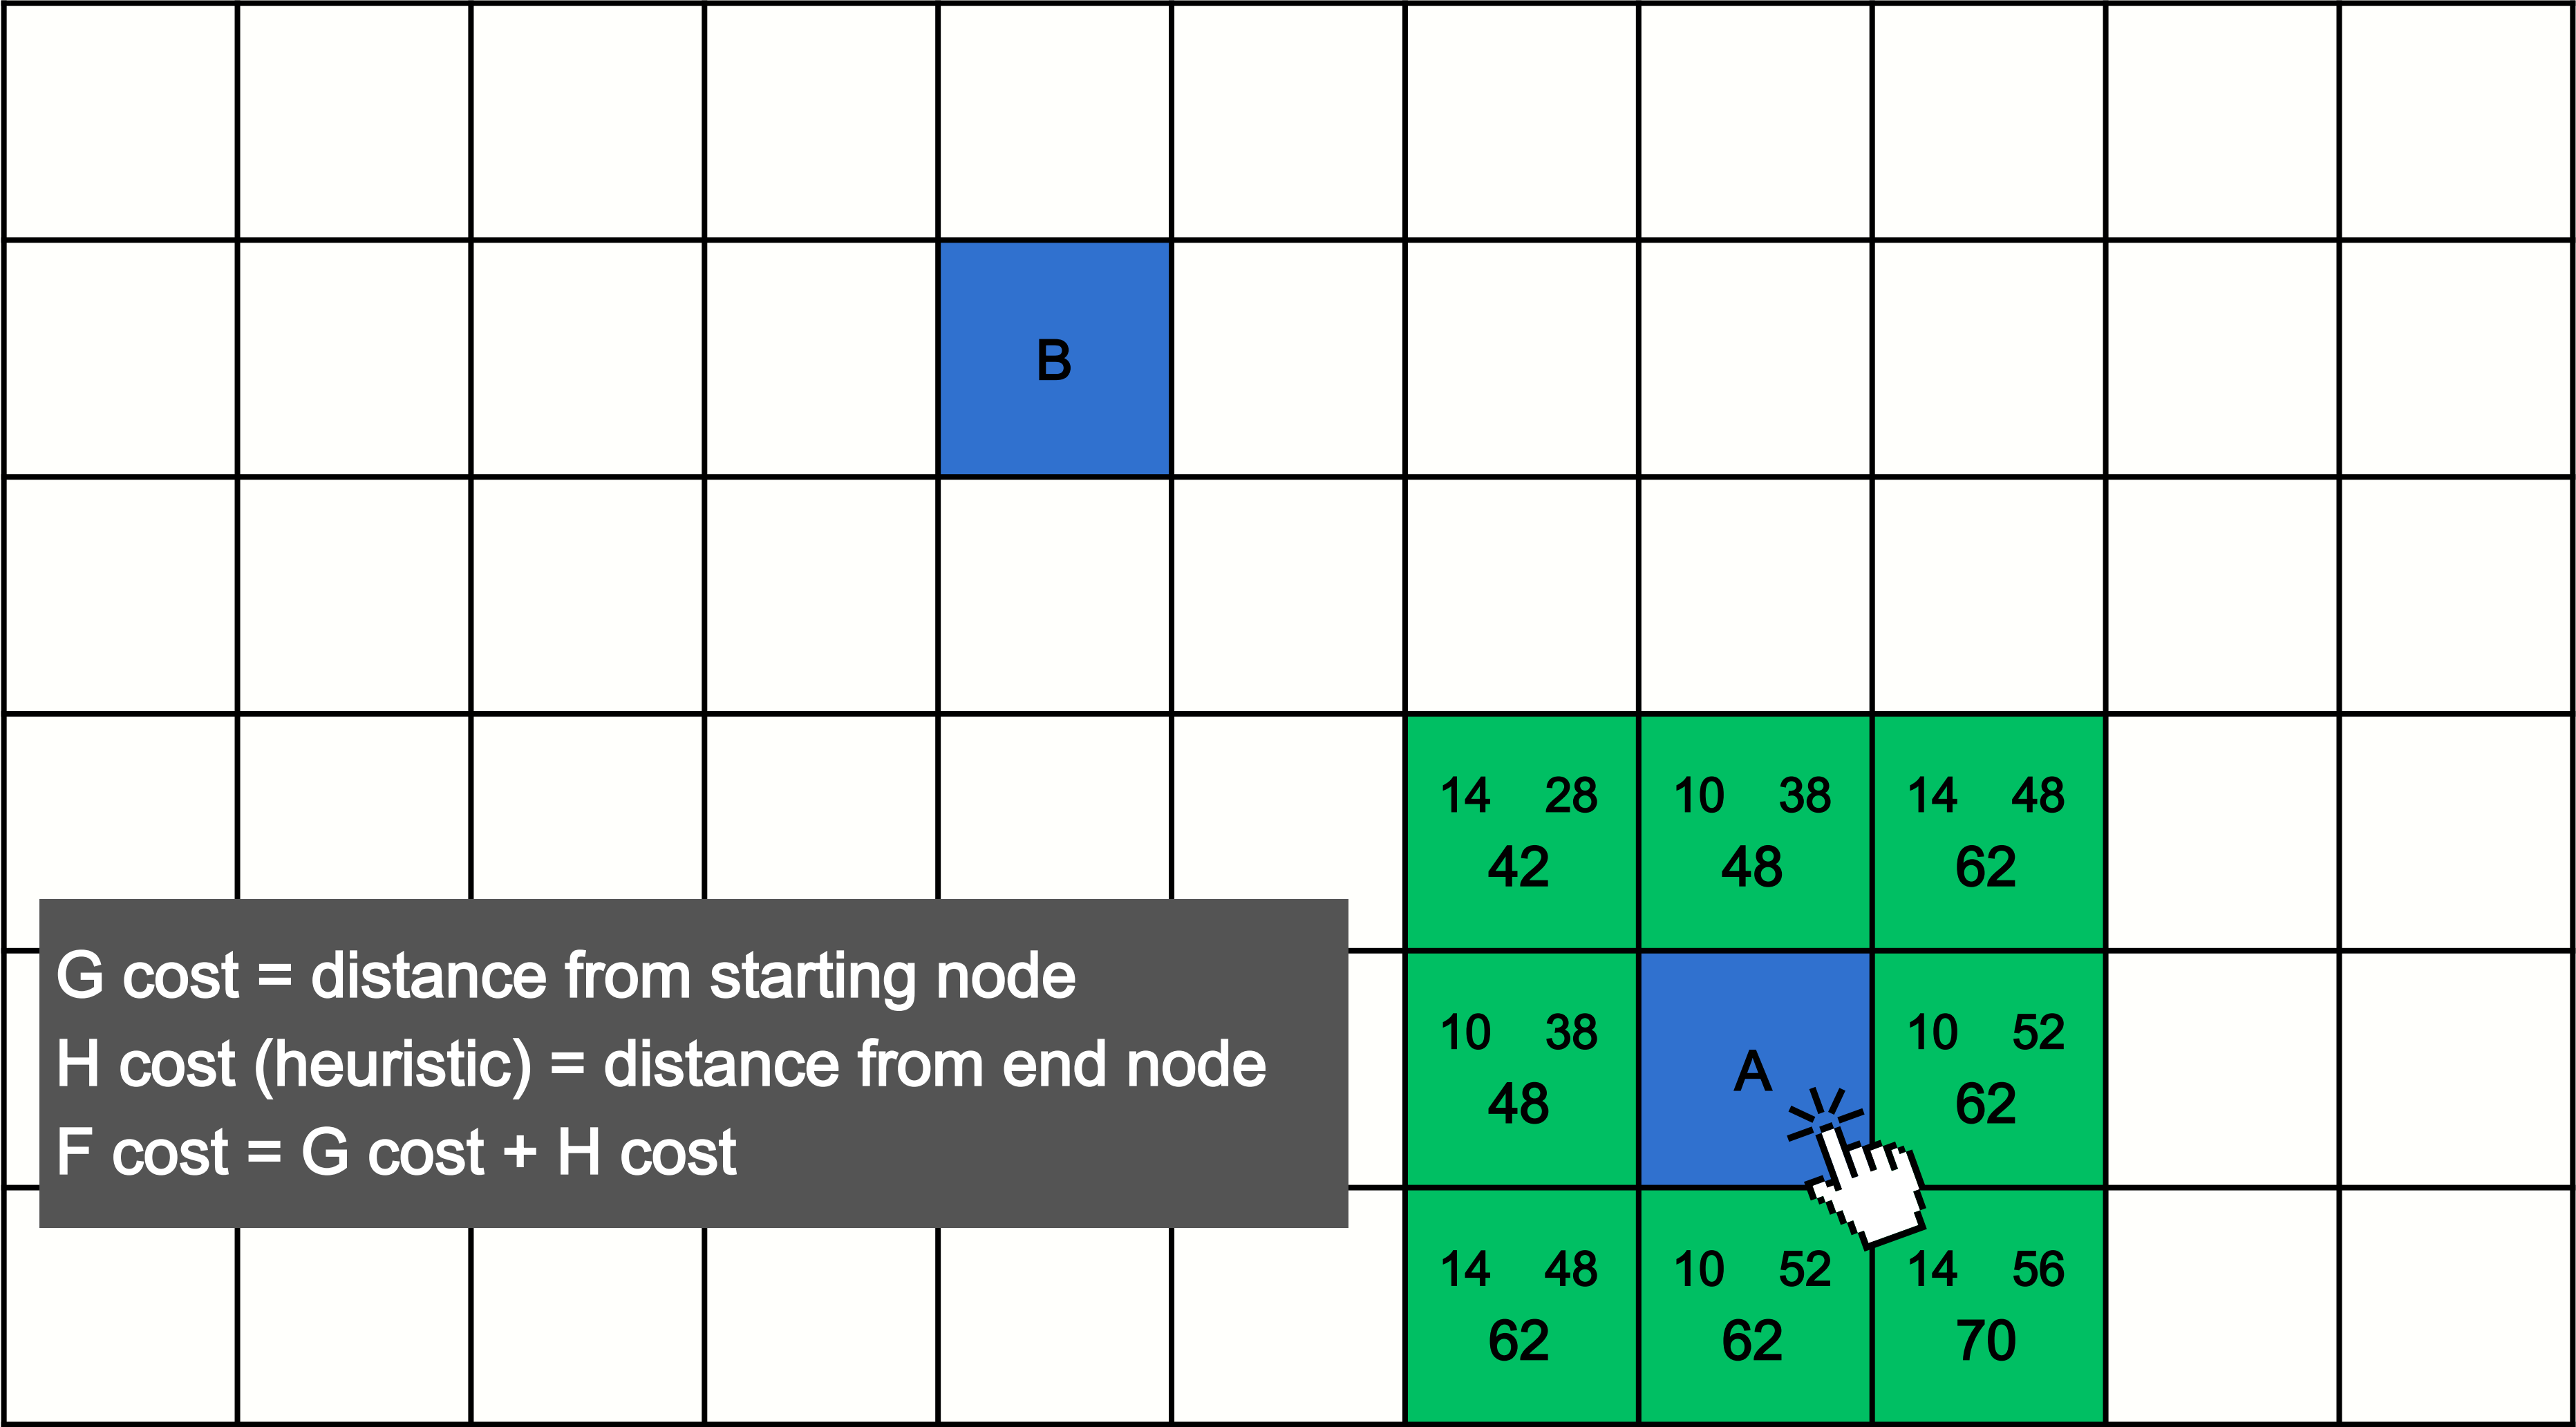 B
14 28 10 38 14 48
42 48 62
G cost = distance from starting node
H cost (heuristic) = distance from end node
F cost = G cost + H cost
10 38 A 10 52
48 62
14 48 10 52 14 56
62 62 70